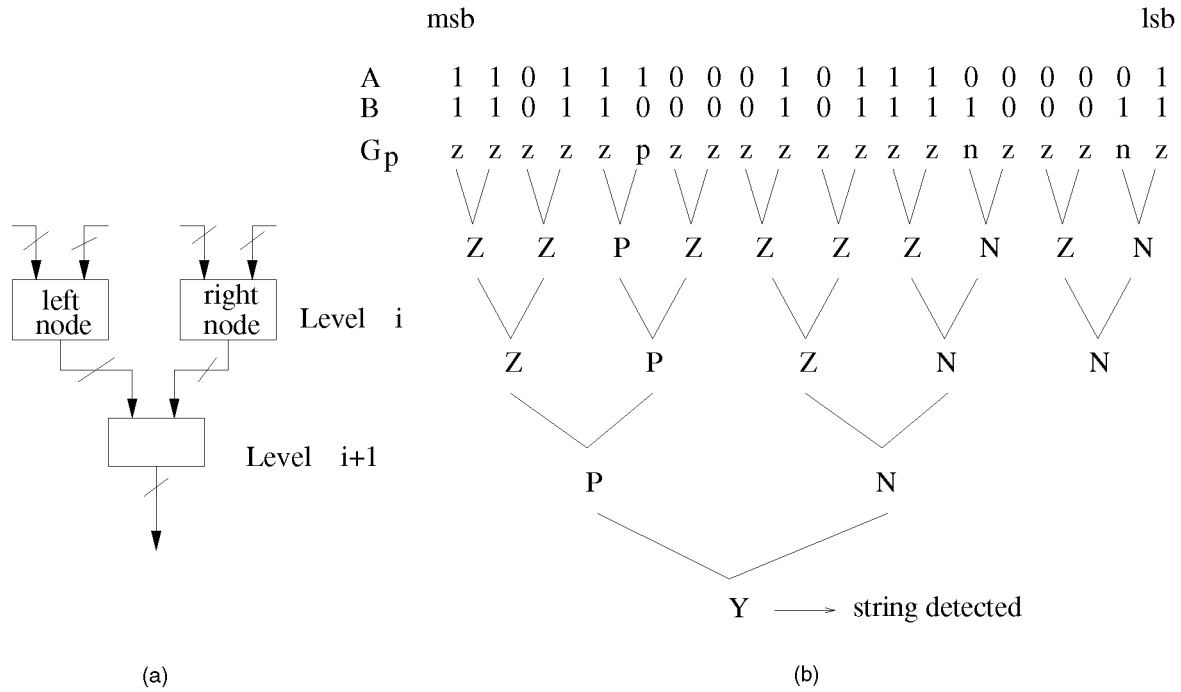 msb lsb
A 1 1 0 1 1 1 0 0 0 1 0 1 1 1 0 0 0 0 0 1
B 1 1 0 1 1 0 0 0 0 1 0 1 1 1 1 0 0 0 1 1
Gp z z z z z p z z z z z z z z n z z z n z
Z Z P Z Z Z Z N Z N
left node
right node
Level i
Z P Z N N
Level i+1
P N
Y string detected
(a)
(b)